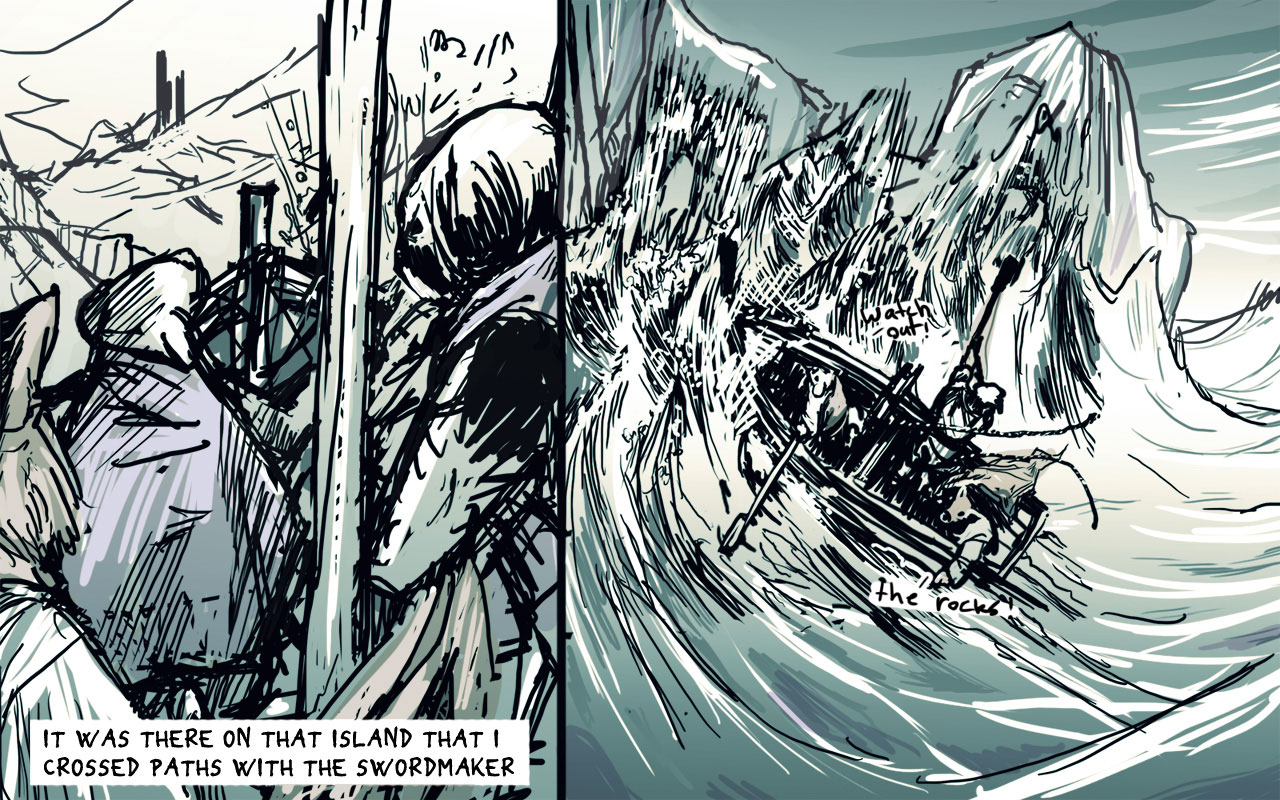 IT WAS THERE ON THAT ISLAND THAT I
CROSSED PATHS WITH THE SWORDMAKER
watch
out!
the rocks!